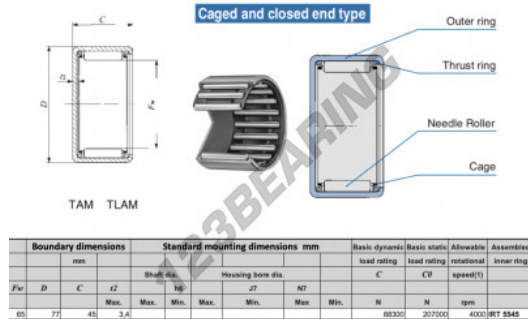 Caged and closed end type
C
t2
D
Fw
TAM TLAM
Outer ring
Thrust ring
Needle Roller
Cage
123BEARING
Boundary dimensions Standard mounting dimensions mm Basic dynamic Basic static Allowable Assembled
mm load rating load rating rotational inner ring
Shaft dia. Housing bore dia. C C0 speed(1)
Fw D C t2 h6 J7 N7
Max. Max. Min. Max. Min. Max Min. N N rpm
65 77 45 3,4 88300 207000 4000 IRT 5545